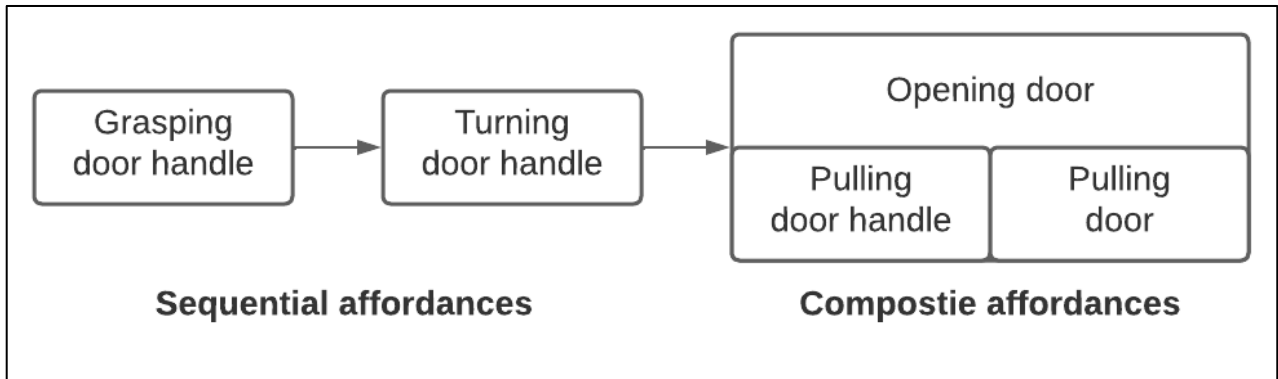 Grasping
door handle
Turning
door handle
Opening door
Pulling
door handle
Pulling
door
Sequential affordances
Compostie affordances